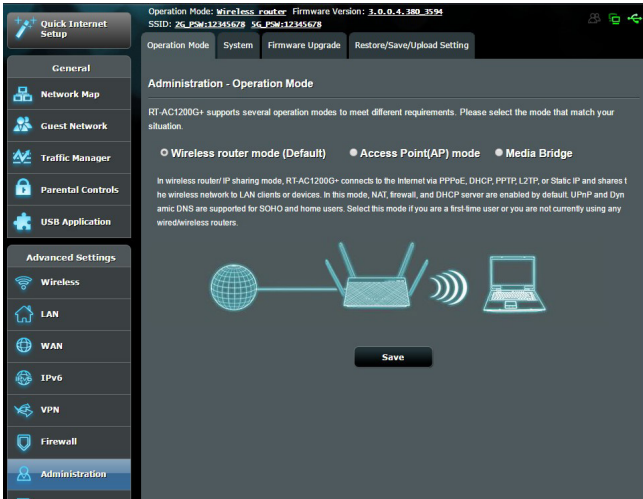 Quick Internet
Setup
General
Network Map
Guest Network
Traffic Manager
Parental Controls
USB Application
Advanced Settings
Wireless
LAN
WAN
IPv6
VPN
Firewall
Administration
Operation Mode: Wireless router Firmware Version: 3.0.0.4.380_3594
SSID: 2G_PSW:12345678 5G_PSW:12345678
Operation Mode System Firmware Upgrade Restore/Save/Upload Setting
Administration - Operation Mode
RT-AC1200G+ supports several operation modes to meet different requirements. Please select the mode that match your
situation.
Wireless router mode (Default) Access Point(AP) mode Media Bridge
In wireless router/ IP sharing mode, RT-AC1200G+ connects to the Internet via PPPoE, DHCP, PPTP, L2TP, or Static IP and shares t
he wireless network to LAN clients or devices. In this mode, NAT, firewall, and DHCP server are enabled by default. UPnP and Dyn
amic DNS are supported for SOHO and home users. Select this mode if you are a first-time user or you are not currently using any
wired/wireless routers.
Save